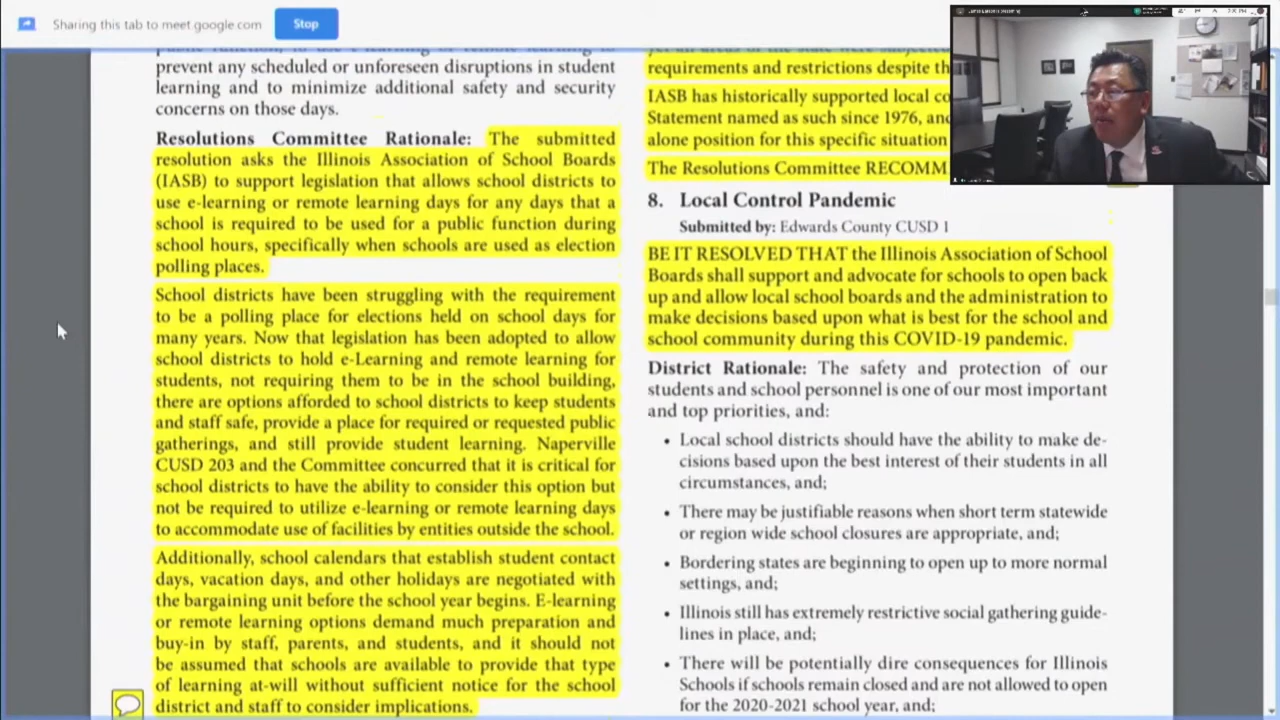 Sharing this tab to meet.google.com
Stop
prevent any scheduled or unforeseen disruptions in student
learning and to minimize additional safety and security
concerns on those days.
Resolutions Committee Rationale: The submitted
resolution asks the Illinois Association of School Boards
(IASB) to support legislation that allows school districts to
use e-learning or remote learning days for any days that a
school is required to be used for a public function during
school hours, specifically when schools are used as election
polling places.
School districts have been struggling with the requirement
to be a polling place for elections held on school days for
many years. Now that legislation has been adopted to allow
school districts to hold e-Learning and remote learning for
students, not requiring them to be in the school building,
there are options afforded to school districts to keep students
and staff safe, provide a place for required or requested public
gatherings, and still provide student learning. Naperville
CUSD 203 and the Committee concurred that it is critical for
school districts to have the ability to consider this option but
not be required to utilize e-learning or remote learning days
to accommodate use of facilities by entities outside the school.
Additionally, school calendars that establish student contact
days, vacation days, and other holidays are negotiated with
the bargaining unit before the school year begins. E-learning
or remote learning options demand much preparation and
buy-in by staff, parents, and students, and it should not
be assumed that schools are available to provide that type
of learning at-will without sufficient notice for the school
district and staff to consider implications.
requirements and restrictions despite th
IASB has historically supported local co
Statement named as such since 1976, an
alone position for this specific situation
The Resolutions Committee RECOMM
8. Local Control Pandemic
Submitted by: Edwards County CUSD 1
BE IT RESOLVED THAT the Illinois Association of School
Boards shall support and advocate for schools to open back
up and allow local school boards and the administration to
make decisions based upon what is best for the school and
school community during this COVID-19 pandemic.
District Rationale: The safety and protection of our
students and school personnel is one of our most important
and top priorities, and:
• Local school districts should have the ability to make de-
cisions based upon the best interest of their students in all
circumstances, and;
• There may be justifiable reasons when short term statewide
or region wide school closures are appropriate, and;
• Bordering states are beginning to open up to more normal
settings, and;
• Illinois still has extremely restrictive social gathering guide-
lines in place, and;
• There will be potentially dire consequences for Illinois
Schools if schools remain closed and are not allowed to open
for the 2020-2021 school year, and;